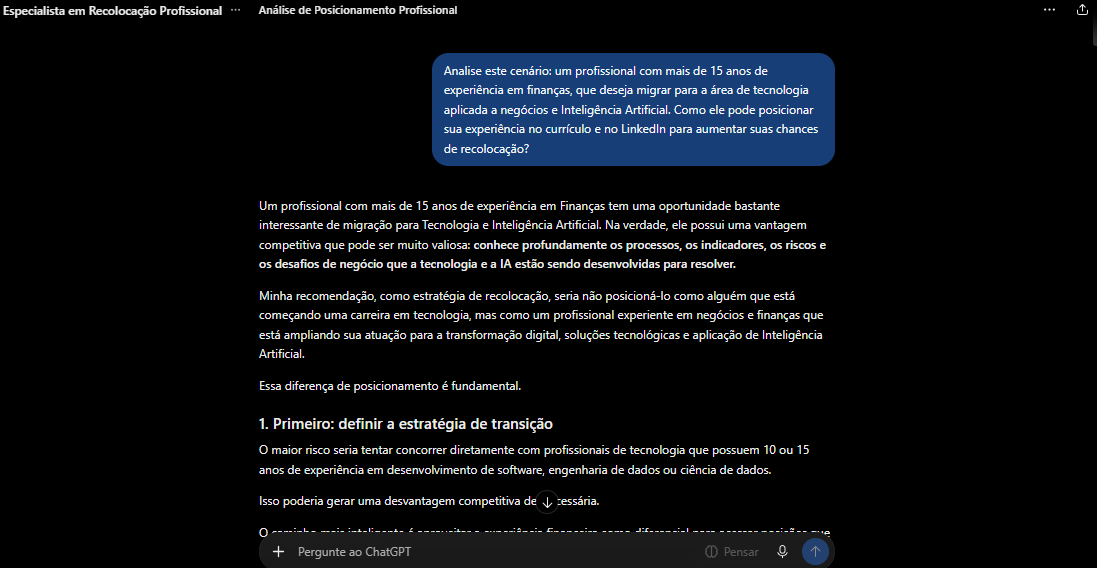 Especialista em Recolocação Profissional ··· Análise de Posicionamento Profissional ···
Analise este cenário: um profissional com mais de 15 anos de
experiência em finanças, que deseja migrar para a área de tecnologia
aplicada a negócios e Inteligência Artificial. Como ele pode posicionar
sua experiência no currículo e no LinkedIn para aumentar suas chances
de recolocação?
Um profissional com mais de 15 anos de experiência em Finanças tem uma oportunidade bastante
interessante de migração para Tecnologia e Inteligência Artificial. Na verdade, ele possui uma vantagem
competitiva que pode ser muito valiosa: conhece profundamente os processos, os indicadores, os riscos e
os desafios de negócio que a tecnologia e a IA estão sendo desenvolvidas para resolver.
Minha recomendação, como estratégia de recolocação, seria não posicioná-lo como alguém que está
começando uma carreira em tecnologia, mas como um profissional experiente em negócios e finanças que
está ampliando sua atuação para a transformação digital, soluções tecnológicas e aplicação de Inteligência
Artificial.
Essa diferença de posicionamento é fundamental.
1. Primeiro: definir a estratégia de transição
O maior risco seria tentar concorrer diretamente com profissionais de tecnologia que possuem 10 ou 15
anos de experiência em desenvolvimento de software, engenharia de dados ou ciência de dados.
Isso poderia gerar uma desvantagem competitiva de cessária.
O caminho mais inteligente é aproveitar a experiência financeira como diferencial para
Pergunte ao ChatGPT Pensar